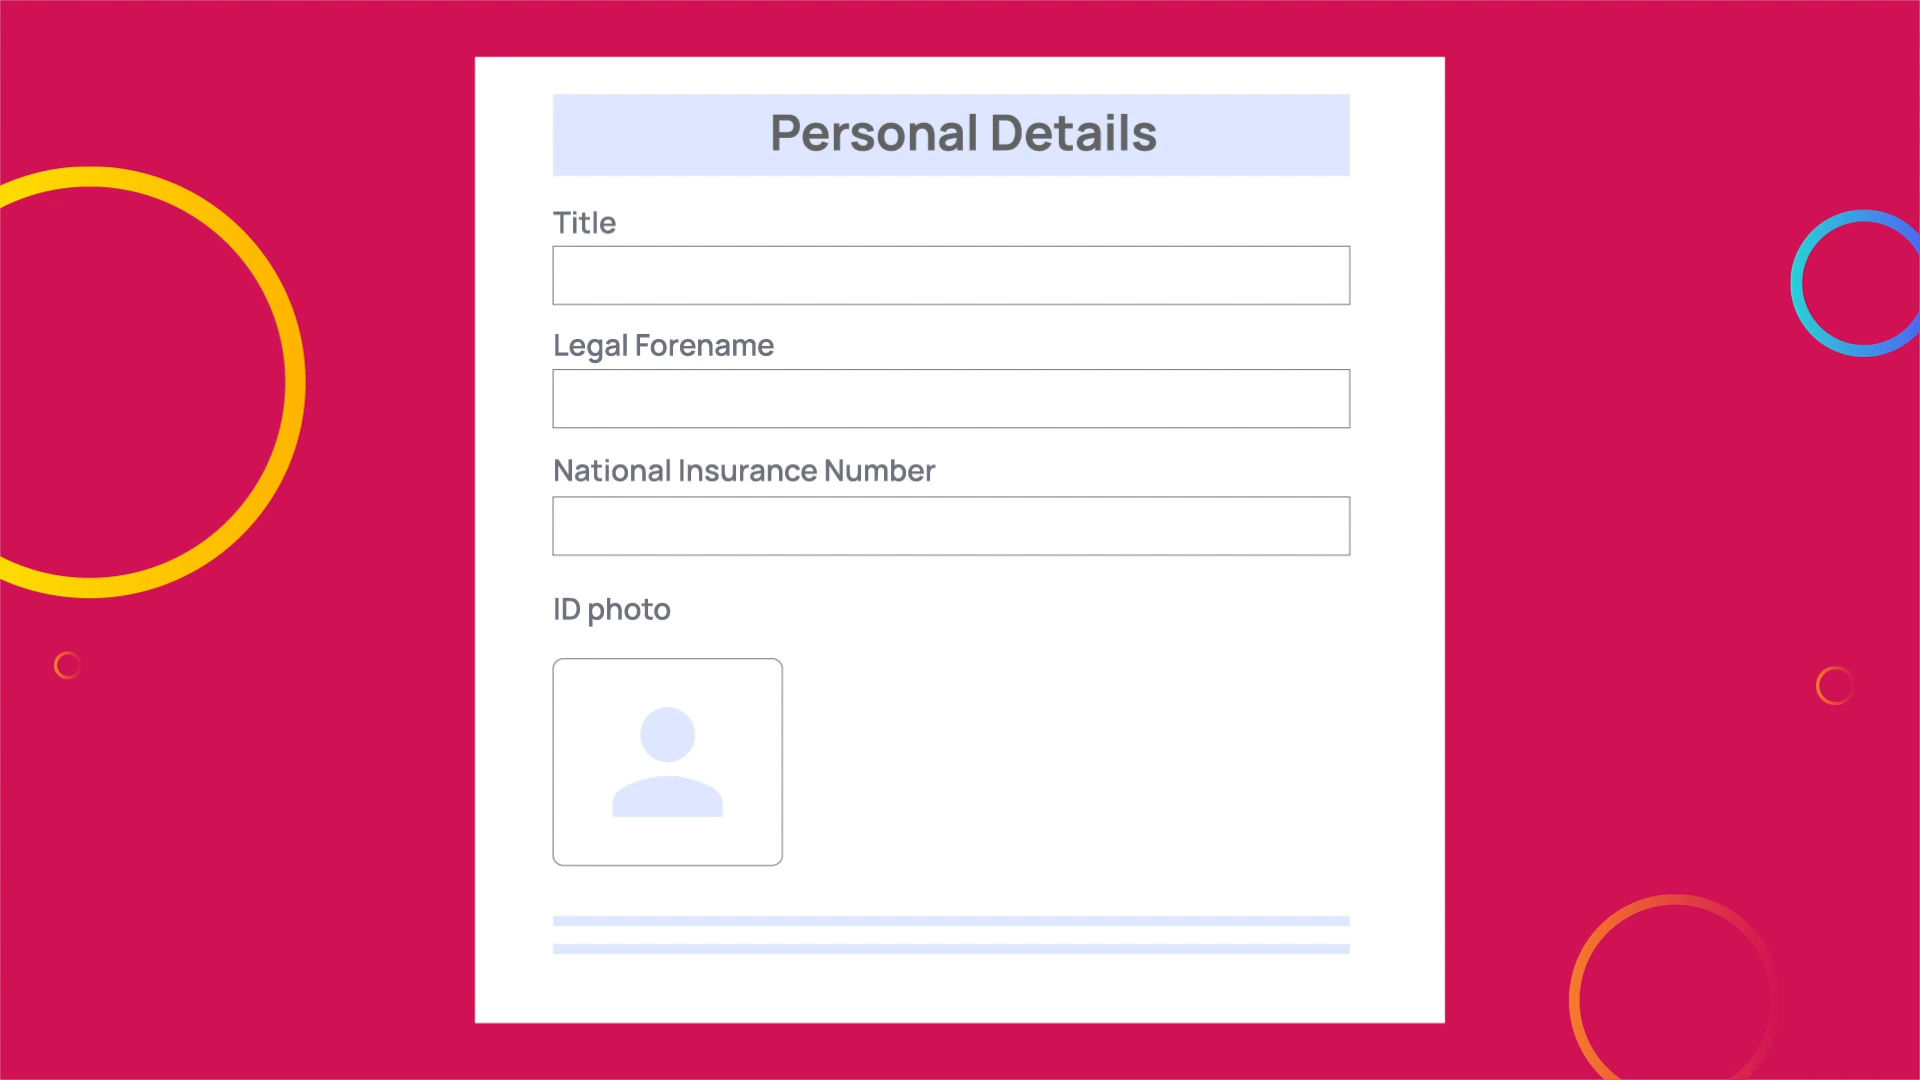 Personal Details
Title
Legal Forename
National Insurance Number
ID photo